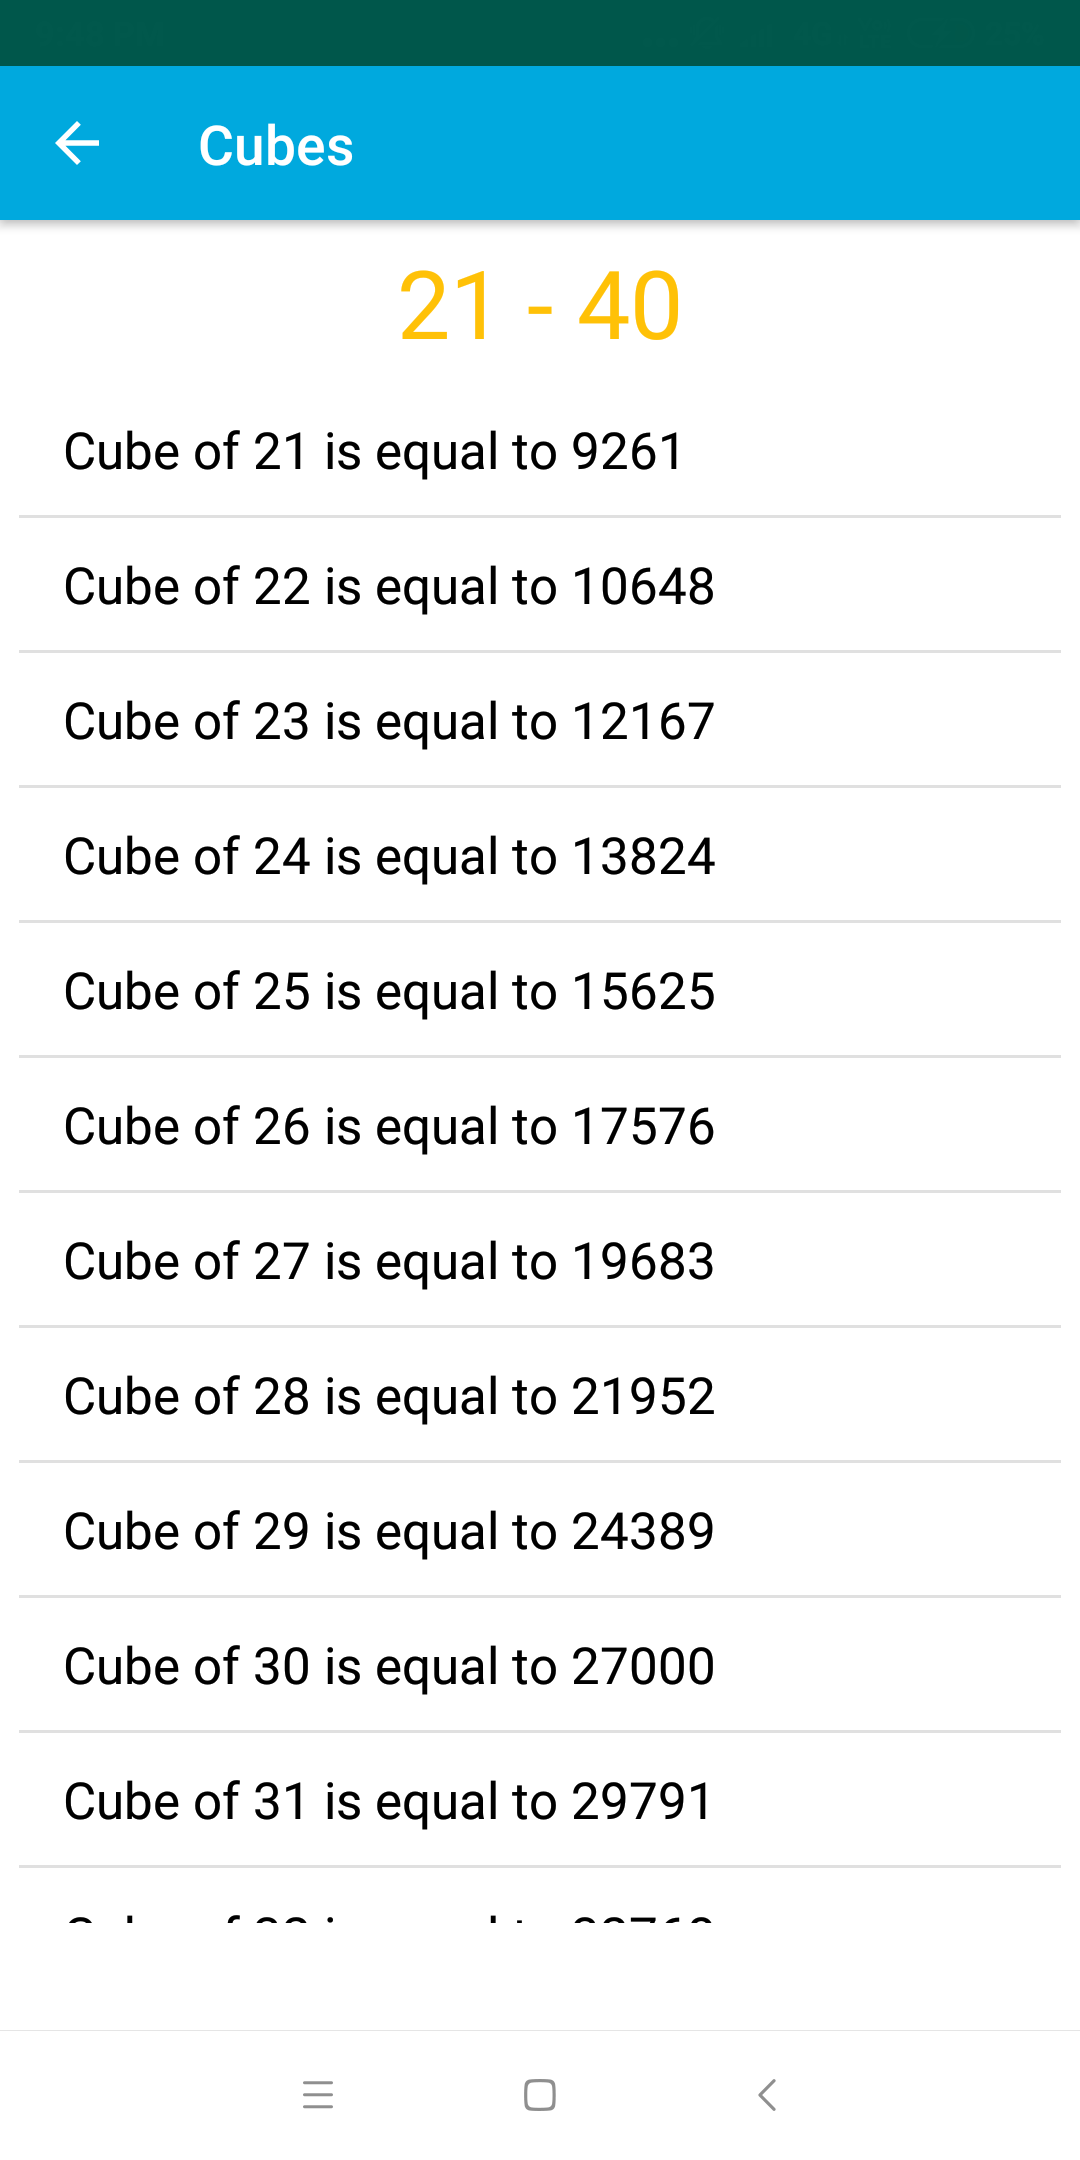 Cubes
21 - 40
Cube of 21 is equal to 9261
Cube of 22 is equal to 10648
Cube of 23 is equal to 12167
Cube of 24 is equal to 13824
Cube of 25 is equal to 15625
Cube of 26 is equal to 17576
Cube of 27 is equal to 19683
Cube of 28 is equal to 21952
Cube of 29 is equal to 24389
Cube of 30 is equal to 27000
Cube of 31 is equal to 29791